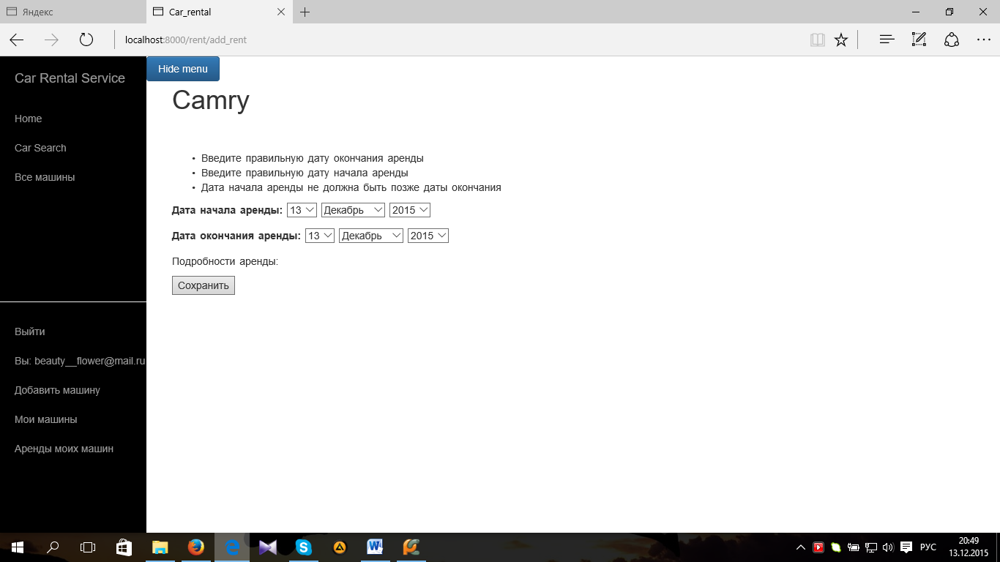 Яндекс
Car_rental
localhost:8000/rent/add_rent
Car Rental Service
Home
Car Search
Все машины
Выйти
Вы: beauty__flower@mail.ru
Добавить машину
Мои машины
Аренды моих машин
Hide menu
Camry
• Введите правильную дату окончания аренды
• Введите правильную дату начала аренды
• Дата начала аренды не должна быть позже даты окончания
Дата начала аренды: 13 Декабрь 2015
Дата окончания аренды: 13 Декабрь 2015
Подробности аренды:
Сохранить
РУС
20:49
13.12.2015